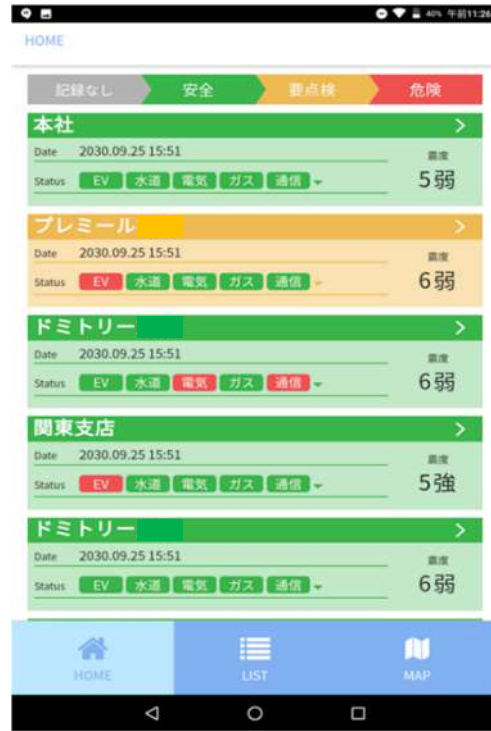 40% 午前11:26
HOME
記録なし 安全 要点検 危険
本社
Date 2030.09.25 15:51
震度
5弱
Status EV 水道 電気 ガス 通信
プレミール
Date 2030.09.25 15:51
震度
6弱
Status EV 水道 電気 ガス 通信
ドミトリー
Date 2030.09.25 15:51
震度
6弱
Status EV 水道 電気 ガス 通信
関東支店
Date 2030.09.25 15:51
震度
5強
Status EV 水道 電気 ガス 通信
ドミトリー
Date 2030.09.25 15:51
震度
6弱
Status EV 水道 電気 ガス 通信
HOME LIST MAP